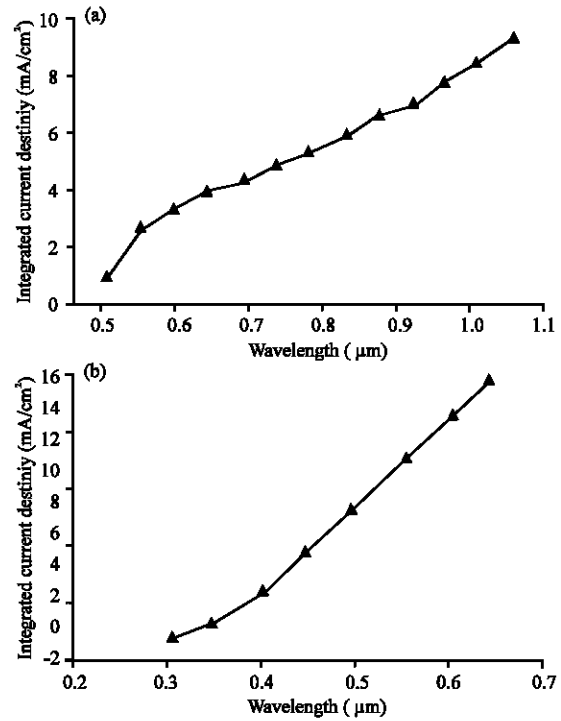 (a)
Integrated current destiniy (mA/cm²)
10
8
6
4
2
0
0.5 0.6 0.7 0.8 0.9 1.0 1.1
Wavelength ( µm)
(b)
Integrated current destiniy (mA/cm²)
16
14
12
10
8
6
4
2
0
-2
0.2 0.3 0.4 0.5 0.6 0.7
Wavelength ( µm)